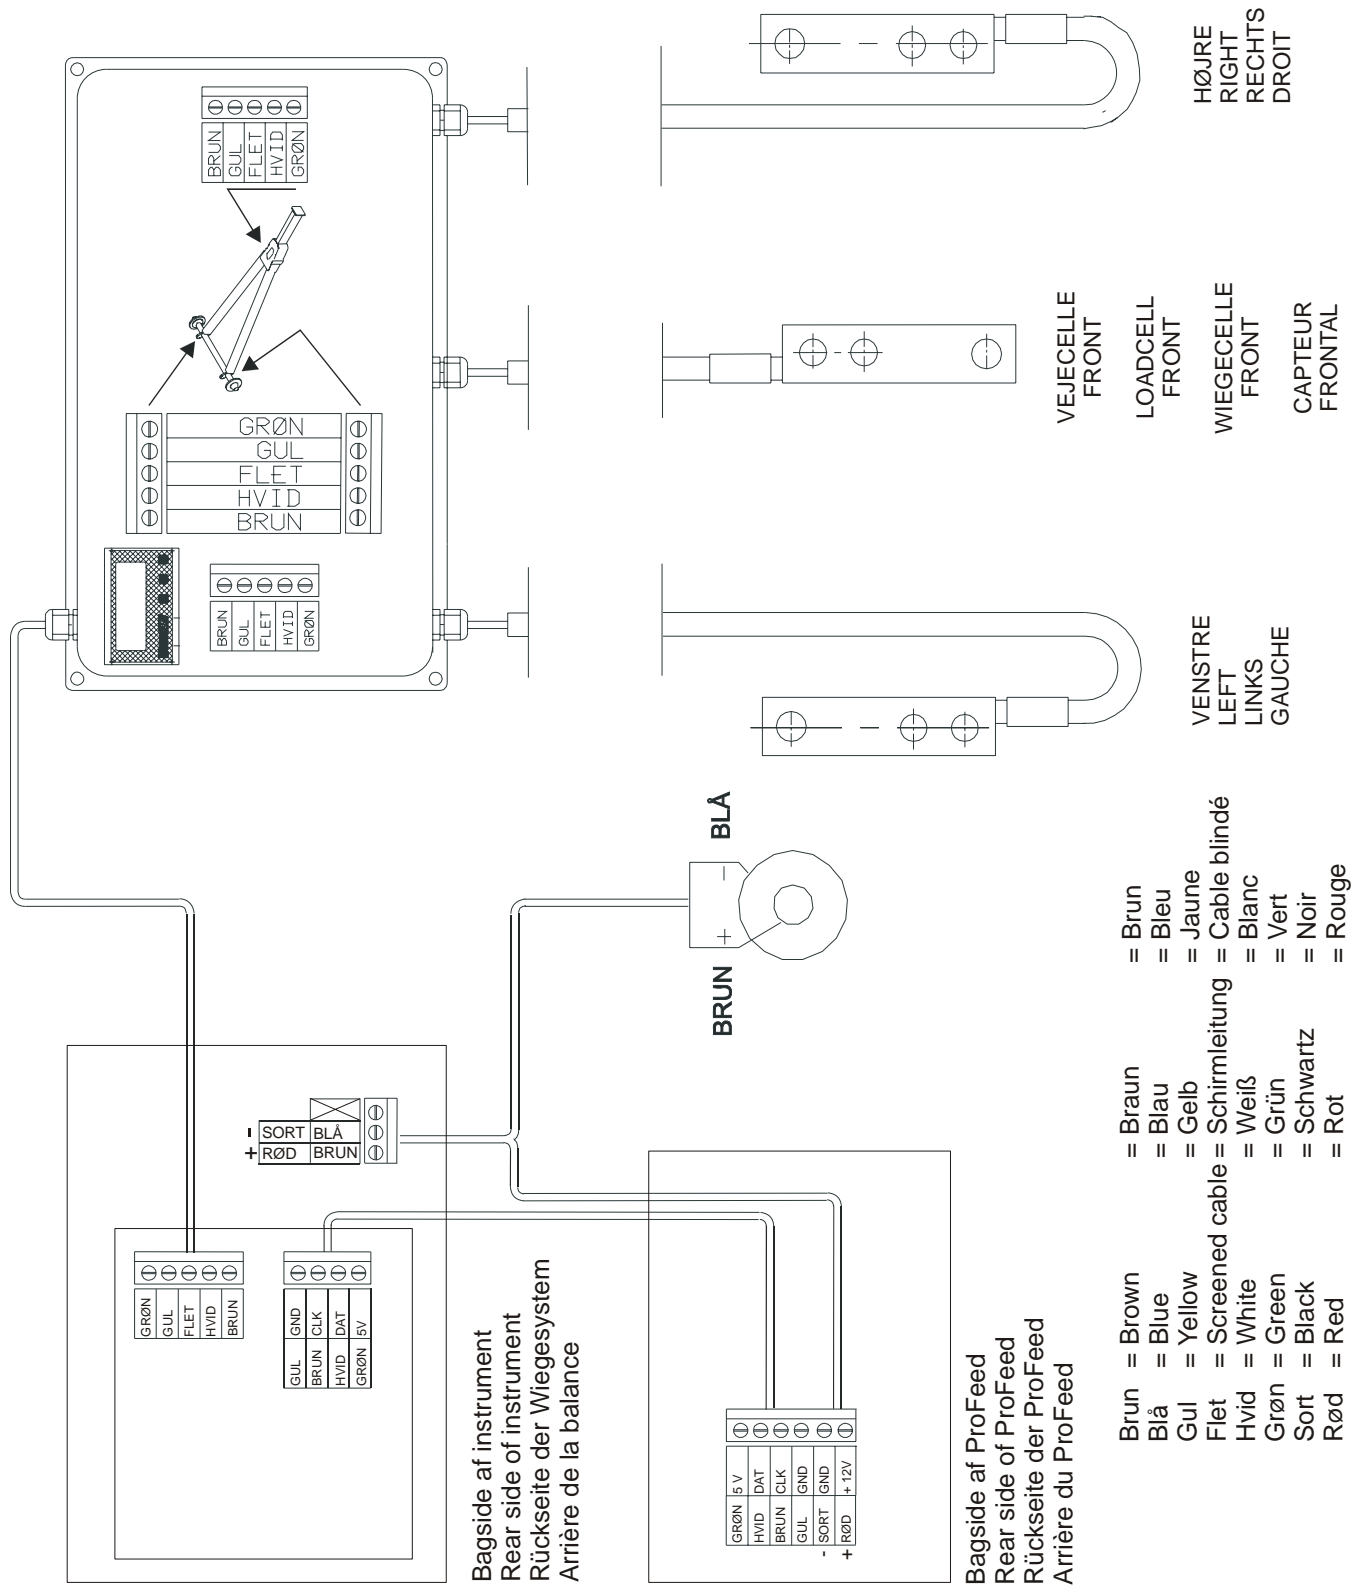 BRUN
GUL
FLET
HVID
GRØN
GRØN
GUL
FLET
HVID
BRUN
BRUN
GUL
FLET
HVID
GRØN
HØJRE
RIGHT
RECHTS
DROIT
VEJECELLE
FRONT
LOADCELL
FRONT
WIEGECELLE
FRONT
CAPTEUR
FRONTAL
VENSTRE
LEFT
LINKS
GAUCHE
BRUN + - BLÅ
- SORT BLÅ
+ RØD BRUN
GRØN
GUL
FLET
HVID
BRUN
GUL GND
BRUN CLK
HVID DAT
GRØN 5V
Bagside af instrument
Rear side of instrument
Rückseite der Wiegesystem
Arrière de la balance
GRØN 5 V
HVID DAT
BRUN CLK
GUL GND
- SORT GND
+ RØD + 12V
Bagside af ProFeed
Rear side of ProFeed
Rückseite der ProFeed
Arrière du ProFeed
Brun = Brown = Braun = Brun
Blå = Blue = Blau = Bleu
Gul = Yellow = Gelb = Jaune
Flet = Screened cable = Schirmleitung = Cable blindé
Hvid = White = Weiß = Blanc
Grøn = Green = Grün = Vert
Sort = Black = Schwartz = Noir
Rød = Red = Rot = Rouge